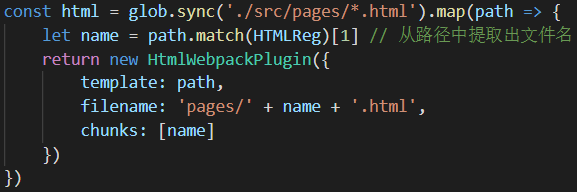 const html = glob.sync('./src/pages/*.html').map(path => {
    let name = path.match(HTMLReg)[1] // 从路径中提取出文件名
    return new HtmlWebpackPlugin({
        template: path,
        filename: 'pages/' + name + '.html',
        chunks: [name]
    })
})